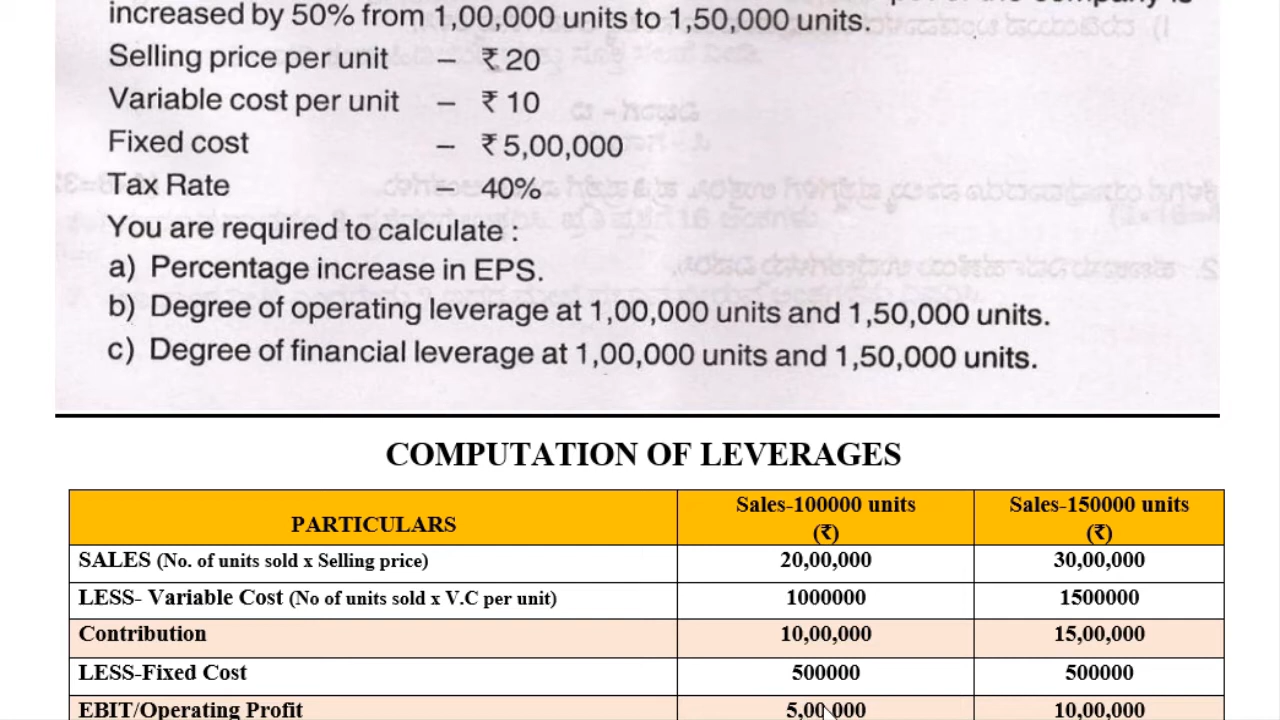 increased by 50% from 1,00,000 units to 1,50,000 units.
Selling price per unit – ₹ 20
Variable cost per unit – ₹ 10
Fixed cost – ₹ 5,00,000
Tax Rate – 40%
You are required to calculate :
a) Percentage increase in EPS.
b) Degree of operating leverage at 1,00,000 units and 1,50,000 units.
c) Degree of financial leverage at 1,00,000 units and 1,50,000 units.
COMPUTATION OF LEVERAGES
PARTICULARS Sales-100000 units (₹) Sales-150000 units (₹)
SALES (No. of units sold x Selling price) 20,00,000 30,00,000
LESS- Variable Cost (No of units sold x V.C per unit) 1000000 1500000
Contribution 10,00,000 15,00,000
LESS-Fixed Cost 500000 500000
EBIT/Operating Profit 5,00,000 10,00,000